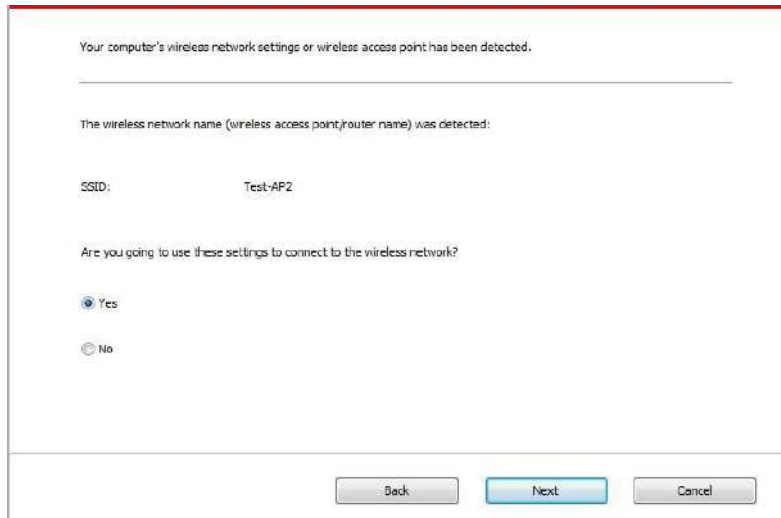 Your computer's wireless network settings or wireless access point has been detected.
The wireless network name (wireless access point/router name) was detected:
SSID: Test-AP2
Are you going to use these settings to connect to the wireless network?
Yes
No
Back Next Cancel